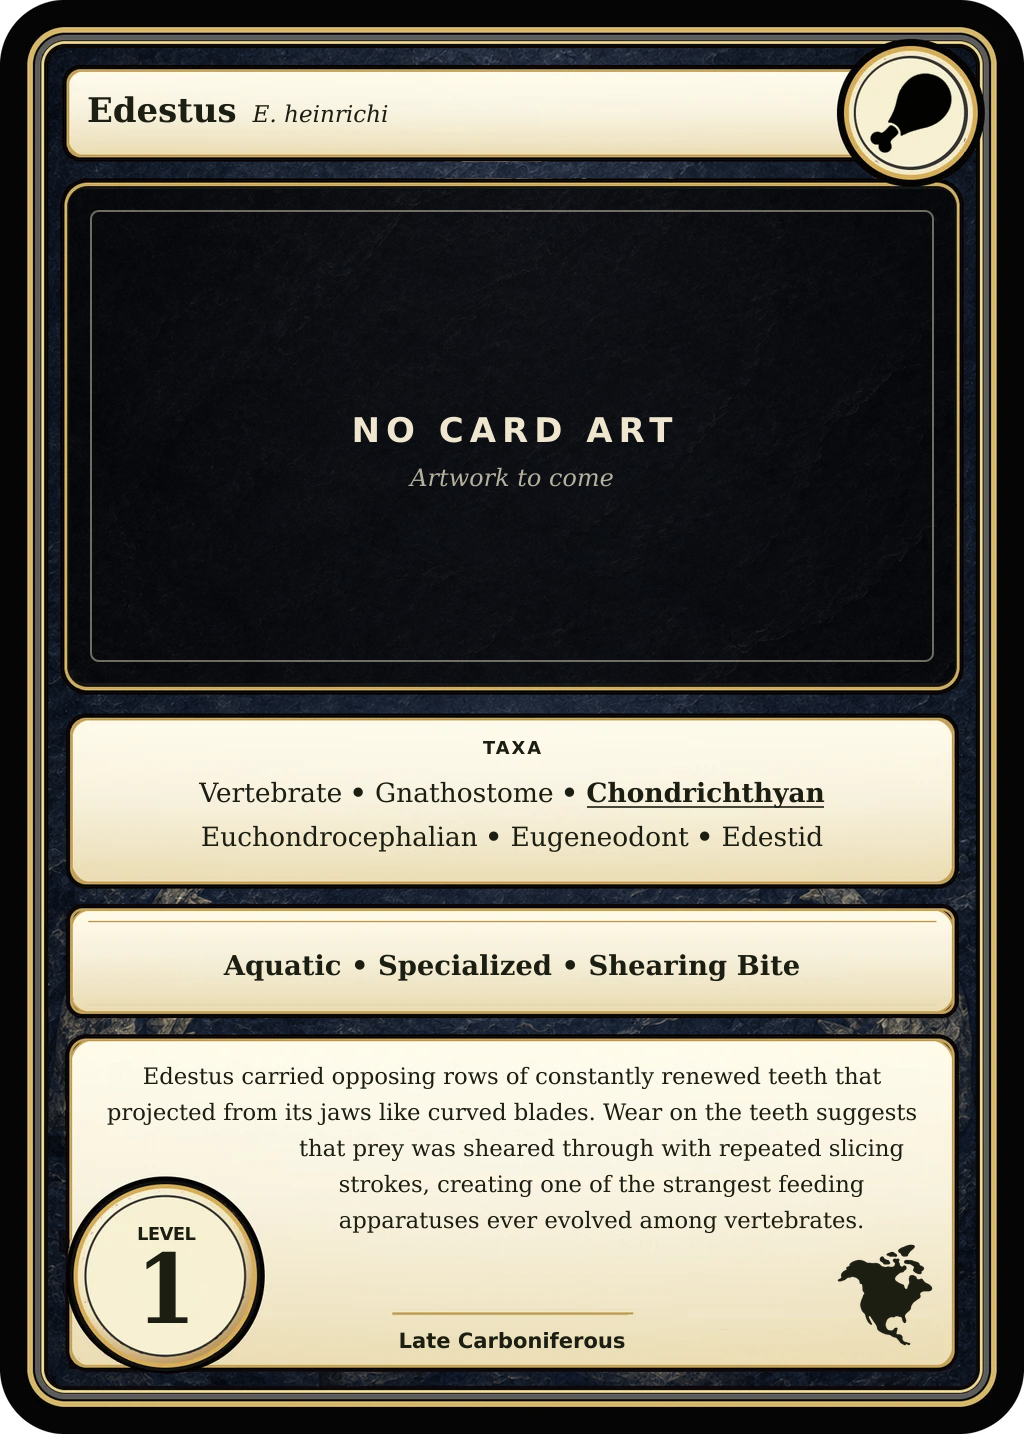 Edestus E. heinrichi
NO CARD ART
Artwork to come
TAXA
Vertebrate • Gnathostome • Chondrichthyan
Euchondrocephalian • Eugeneodont • Edestid
Aquatic • Specialized • Shearing Bite
Edestus carried opposing rows of constantly renewed teeth that
projected from its jaws like curved blades. Wear on the teeth suggests
that prey was sheared through with repeated slicing
strokes, creating one of the strangest feeding
apparatuses ever evolved among vertebrates.
LEVEL
1
Late Carboniferous